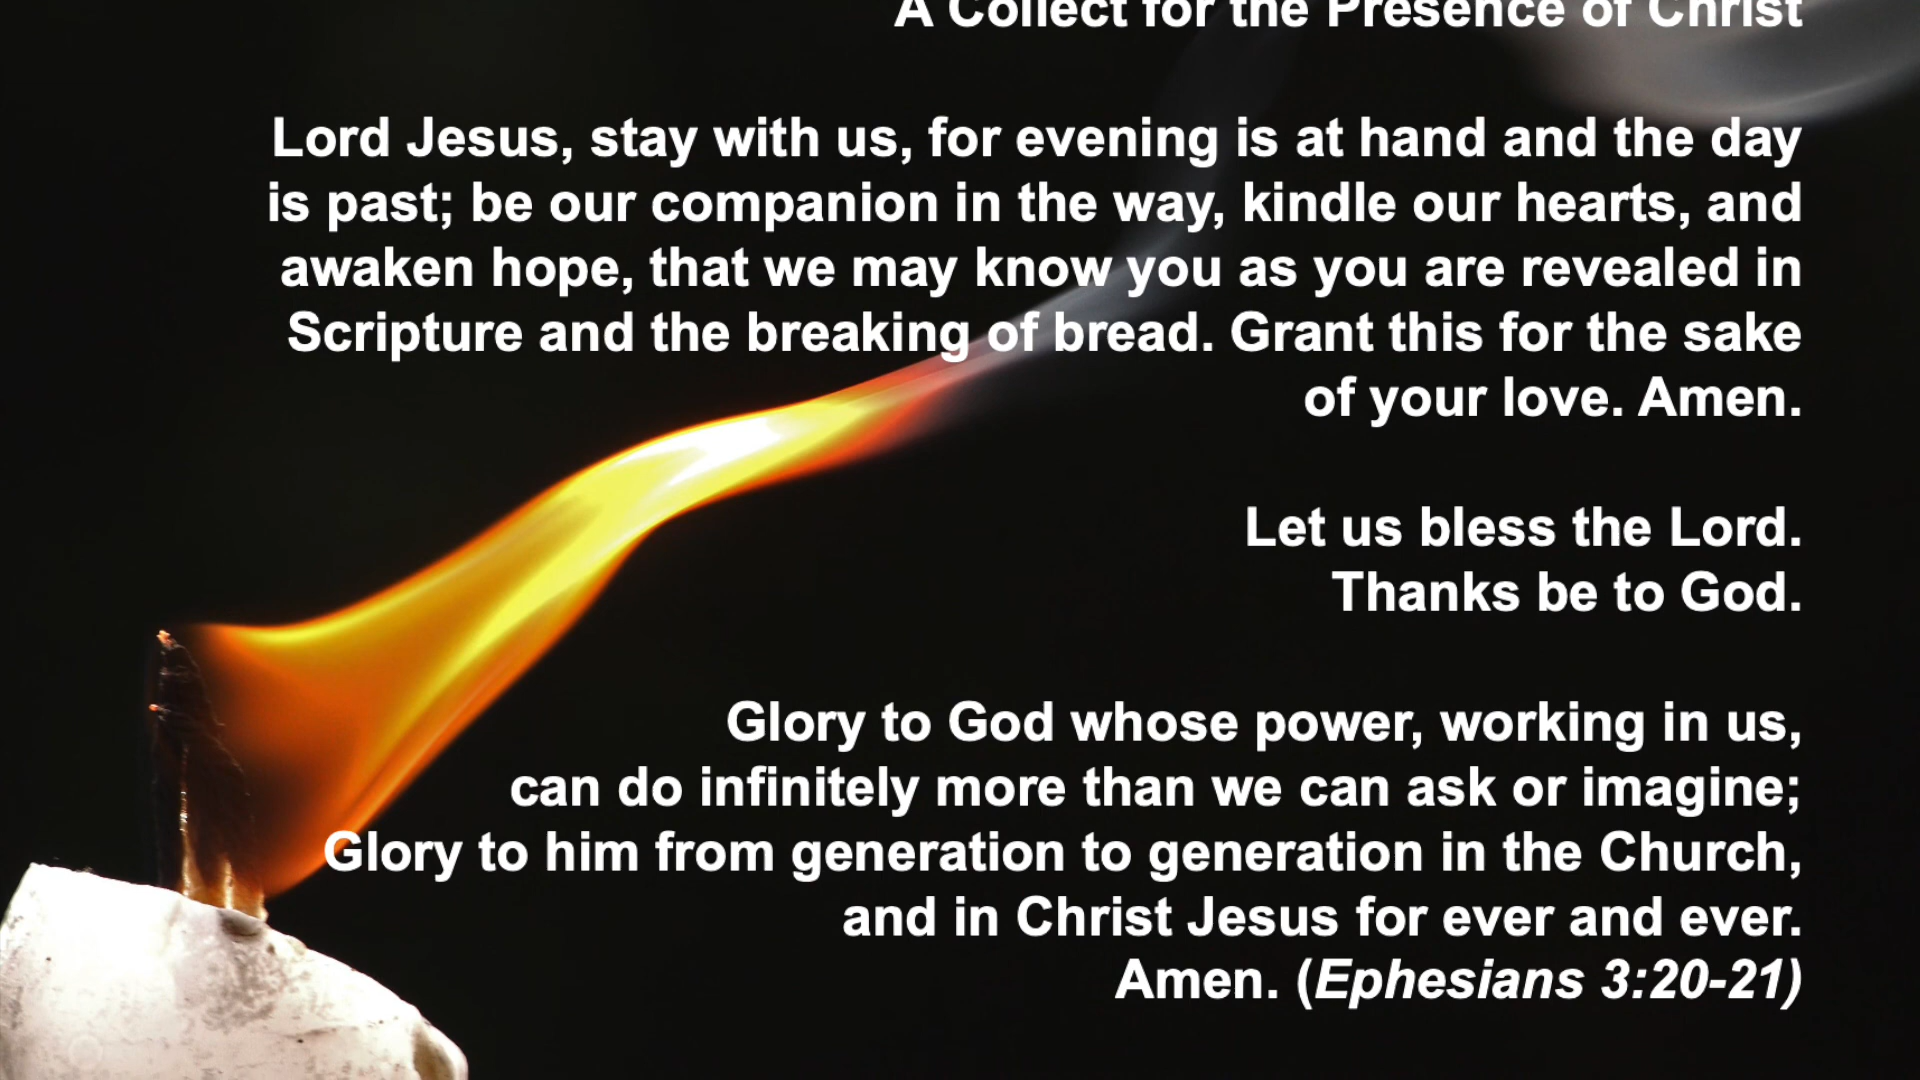 A Collect for the Presence of Christ
Lord Jesus, stay with us, for evening is at hand and the day
is past; be our companion in the way, kindle our hearts, and
awaken hope, that we may know you as you are revealed in
Scripture and the breaking of bread. Grant this for the sake
of your love. Amen.
Let us bless the Lord.
Thanks be to God.
Glory to God whose power, working in us,
can do infinitely more than we can ask or imagine;
Glory to him from generation to generation in the Church,
and in Christ Jesus for ever and ever.
Amen. (Ephesians 3:20-21)